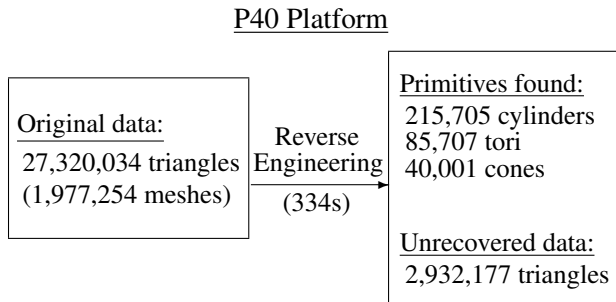 P40 Platform
Original data:
27,320,034 triangles
(1,977,254 meshes)
Reverse
Engineering
(334s)
Primitives found:
215,705 cylinders
85,707 tori
40,001 cones
Unrecovered data:
2,932,177 triangles